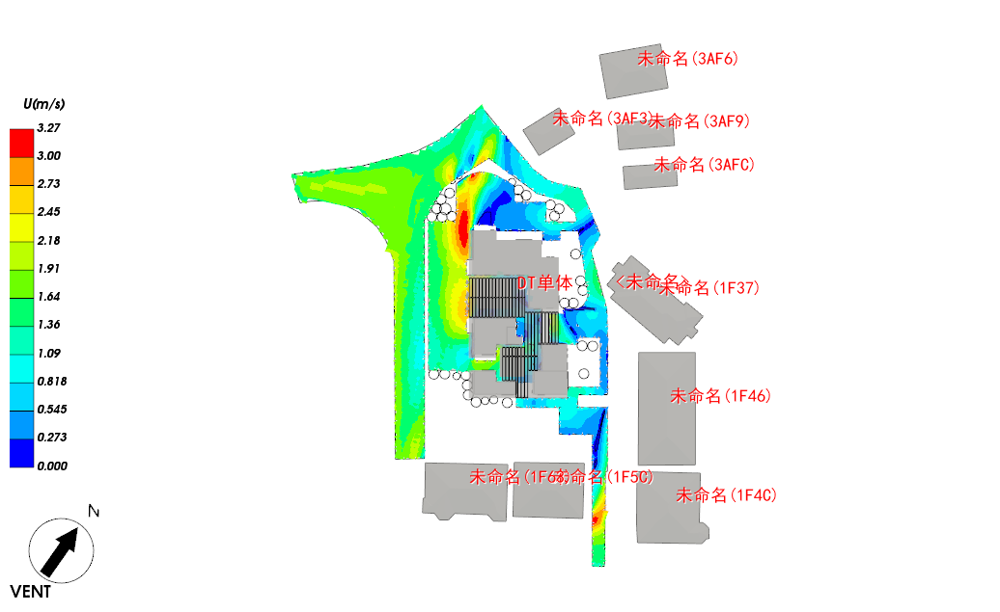 未命名(3AF6)
U(m/s)
3.27
未命名(3AF3)
未命名(3AF9)
3.00
未命名(3AFC)
2.73
2.45
2.18
1.91
DT单体
<未命名>
未命名(1F37)
1.64
1.36
1.09
0.818
未命名(1F46)
0.545
0.273
0.000
未命名(1F5C)
未命名(1F4C)
N
VENT